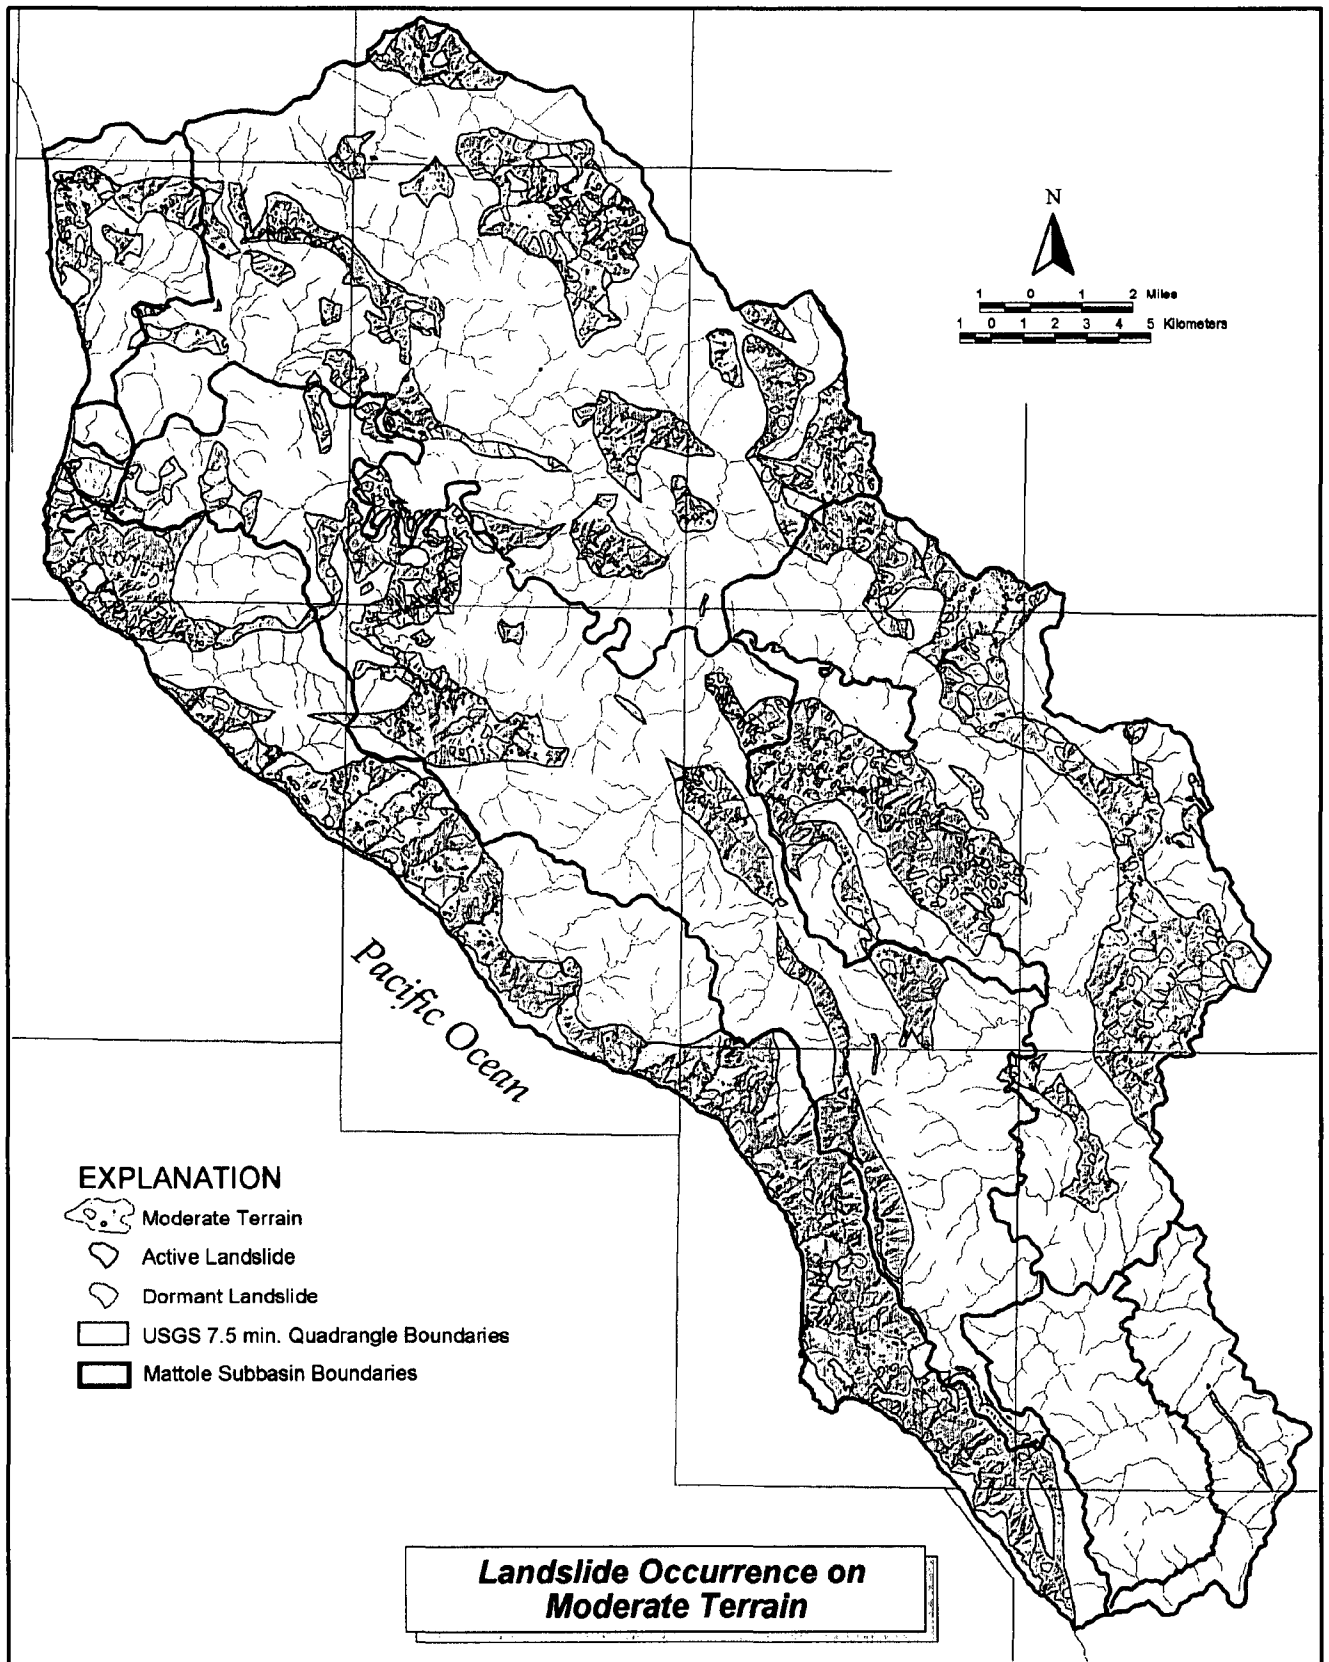 N
1 0 1 2 Miles
1 0 1 2 3 4 5 Kilometers
Pacific Ocean
EXPLANATION
Moderate Terrain
Active Landslide
Dormant Landslide
USGS 7.5 min. Quadrangle Boundaries
Mattole Subbasin Boundaries
Landslide Occurrence on
Moderate Terrain